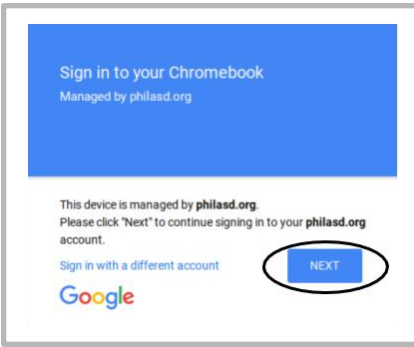 Sign in to your Chromebook
Managed by philasd.org
This device is managed by philasd.org.
Please click "Next" to continue signing in to your philasd.org
account.
Sign in with a different account
NEXT
Google